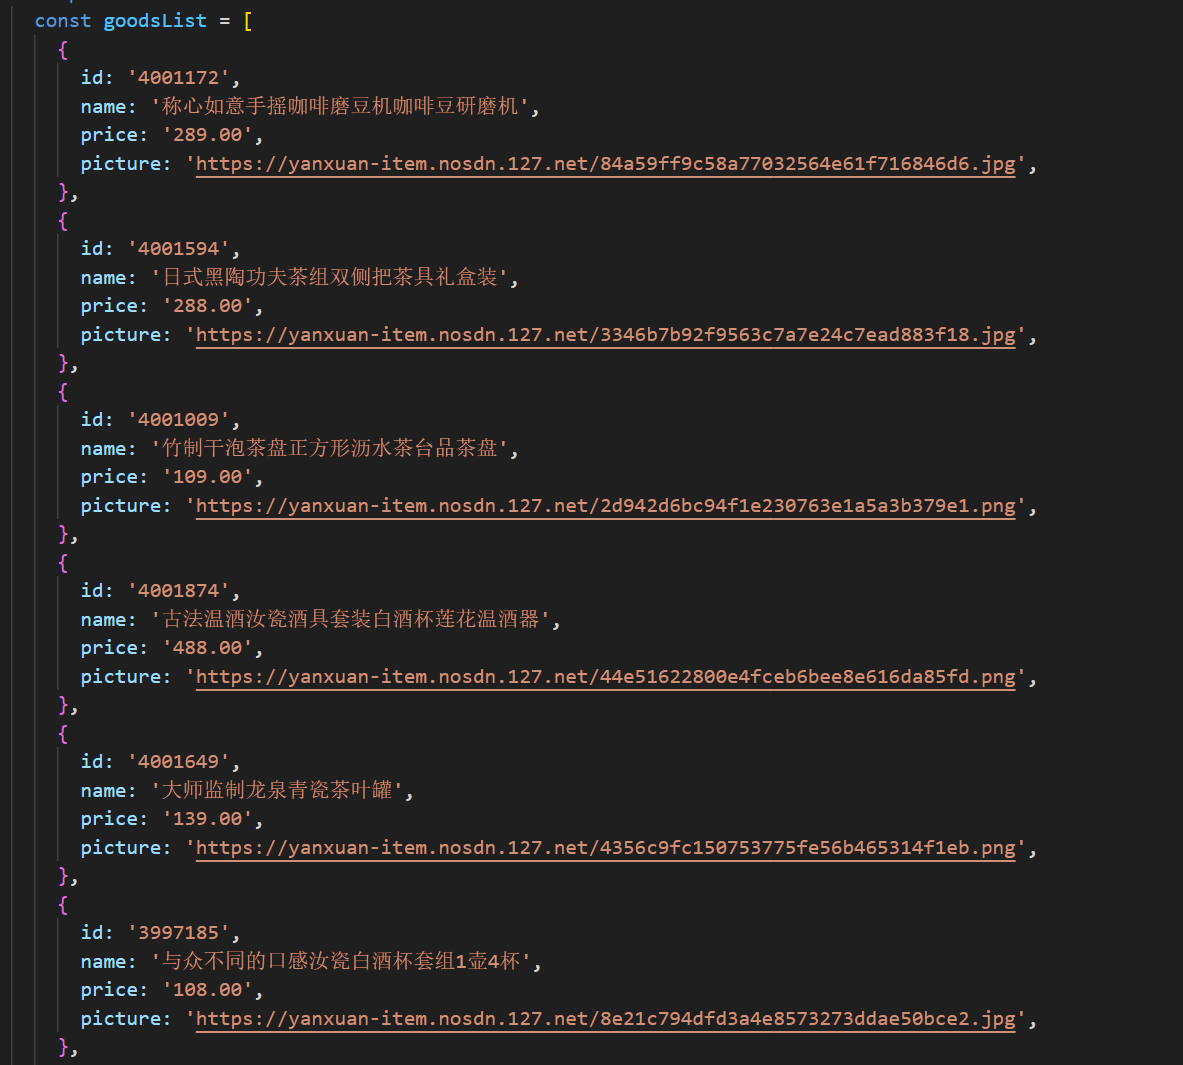 const goodsList = [
{
id: '4001172',
name: '称心如意手摇咖啡磨豆机咖啡豆研磨机',
price: '289.00',
picture: 'https://yanxuan-item.nosdn.127.net/84a59ff9c58a77032564e61f716846d6.jpg',
},
{
id: '4001594',
name: '日式黑陶功夫茶组双侧把茶具礼盒装',
price: '288.00',
picture: 'https://yanxuan-item.nosdn.127.net/3346b7b92f9563c7a7e24c7ead883f18.jpg',
},
{
id: '4001009',
name: '竹制干泡茶盘正方形沥水茶台品茶盘',
price: '109.00',
picture: 'https://yanxuan-item.nosdn.127.net/2d942d6bc94f1e230763e1a5a3b379e1.png',
},
{
id: '4001874',
name: '古法温酒汝瓷酒具套装白酒杯莲花温酒器',
price: '488.00',
picture: 'https://yanxuan-item.nosdn.127.net/44e51622800e4fceb6bee8e616da85fd.png',
},
{
id: '4001649',
name: '大师监制龙泉青瓷茶叶罐',
price: '139.00',
picture: 'https://yanxuan-item.nosdn.127.net/4356c9fc150753775fe56b465314f1eb.png',
},
{
id: '3997185',
name: '与众不同的口感汝瓷白酒杯套组1壶4杯',
price: '108.00',
picture: 'https://yanxuan-item.nosdn.127.net/8e21c794dfd3a4e8573273ddae50bce2.jpg',
},